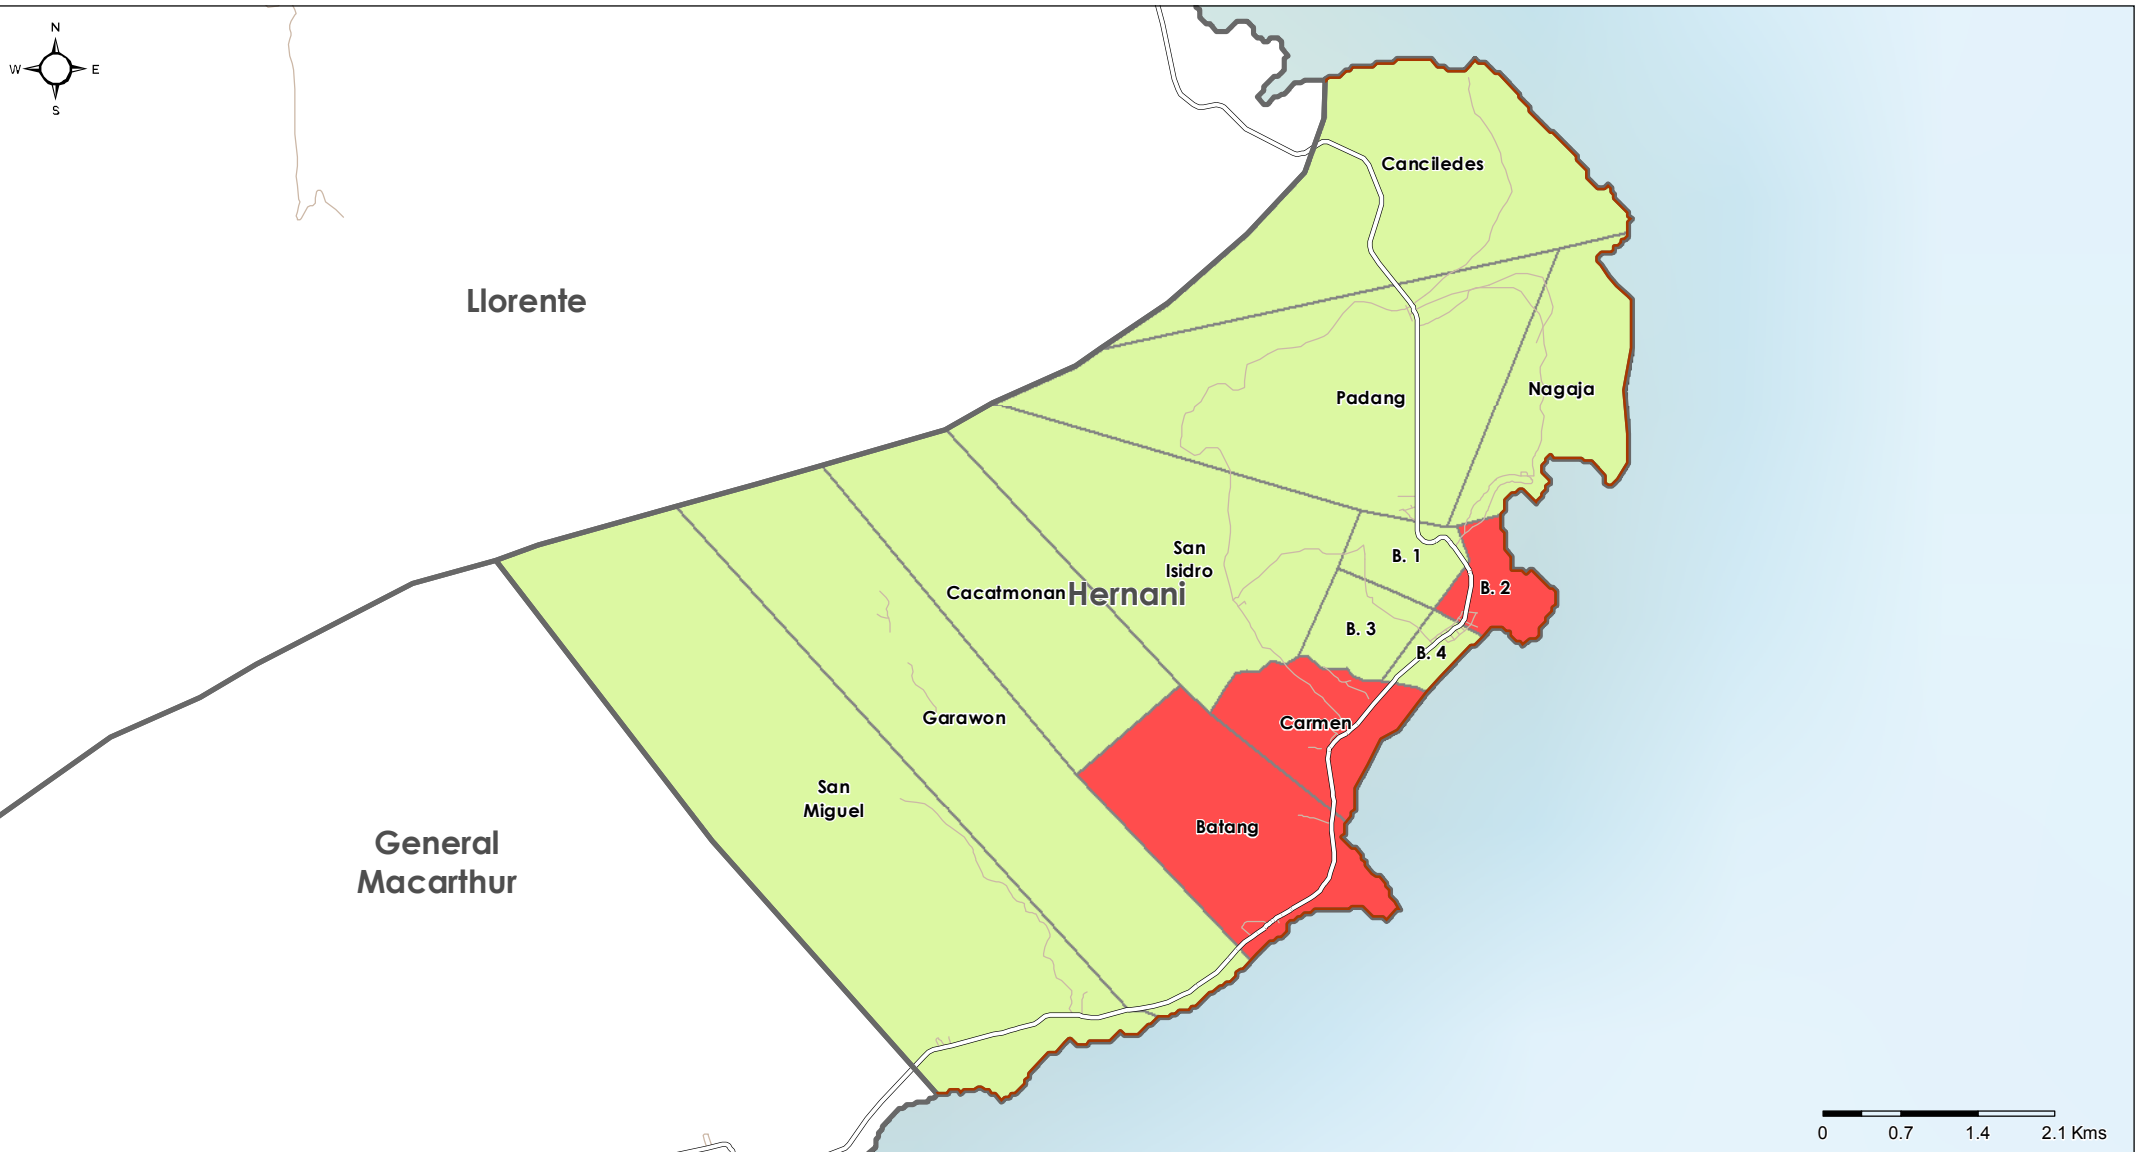 N
W E
S
Canciledes
Llorente
Padang
Nagaja
San
Isidro
B. 1
Cacatmonan
Hernani
B. 2
B. 3
B. 4
Garawon
Carmen
San
Miguel
Batang
General
Macarthur
0 0.7 1.4 2.1 Kms